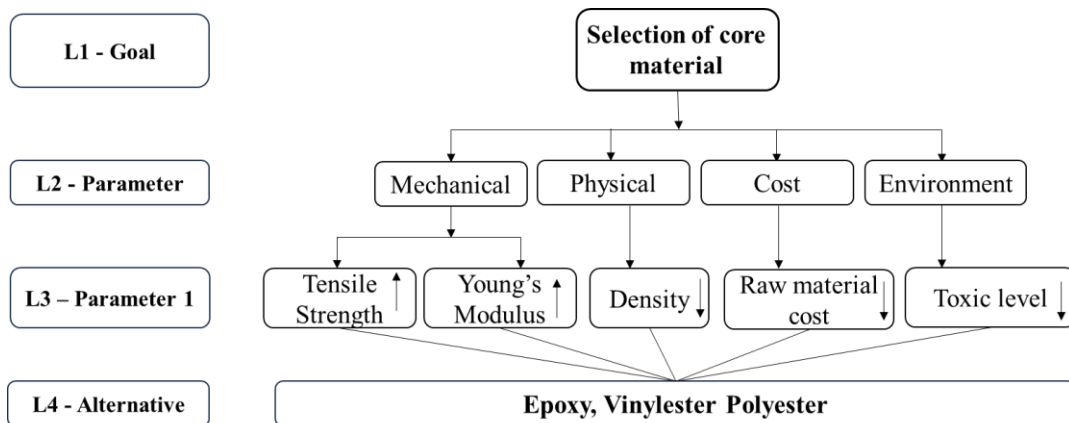 L1 - Goal
Selection of core
material
L2 - Parameter
Mechanical
Physical
Cost
Environment
L3 – Parameter 1
Tensile
Strength
Young's
Modulus
Density
Raw material
cost
Toxic level
L4 - Alternative
Epoxy, Vinylester Polyester